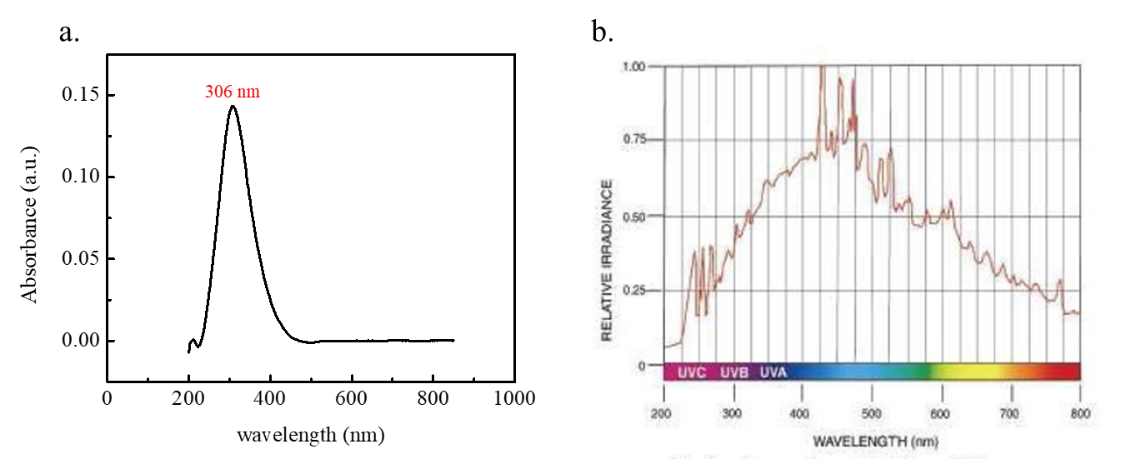 a.
306 nm
0.15
0.10
0.05
0.00
Absorbance (a.u.)
0 200 400 600 800 1000
wavelength (nm)
b.
1.00
0.75
0.50
0.25
0
RELATIVE IRRADIANCE
UVC UVB UVA
200 300 400 500 600 700 800
WAVELENGTH (nm)